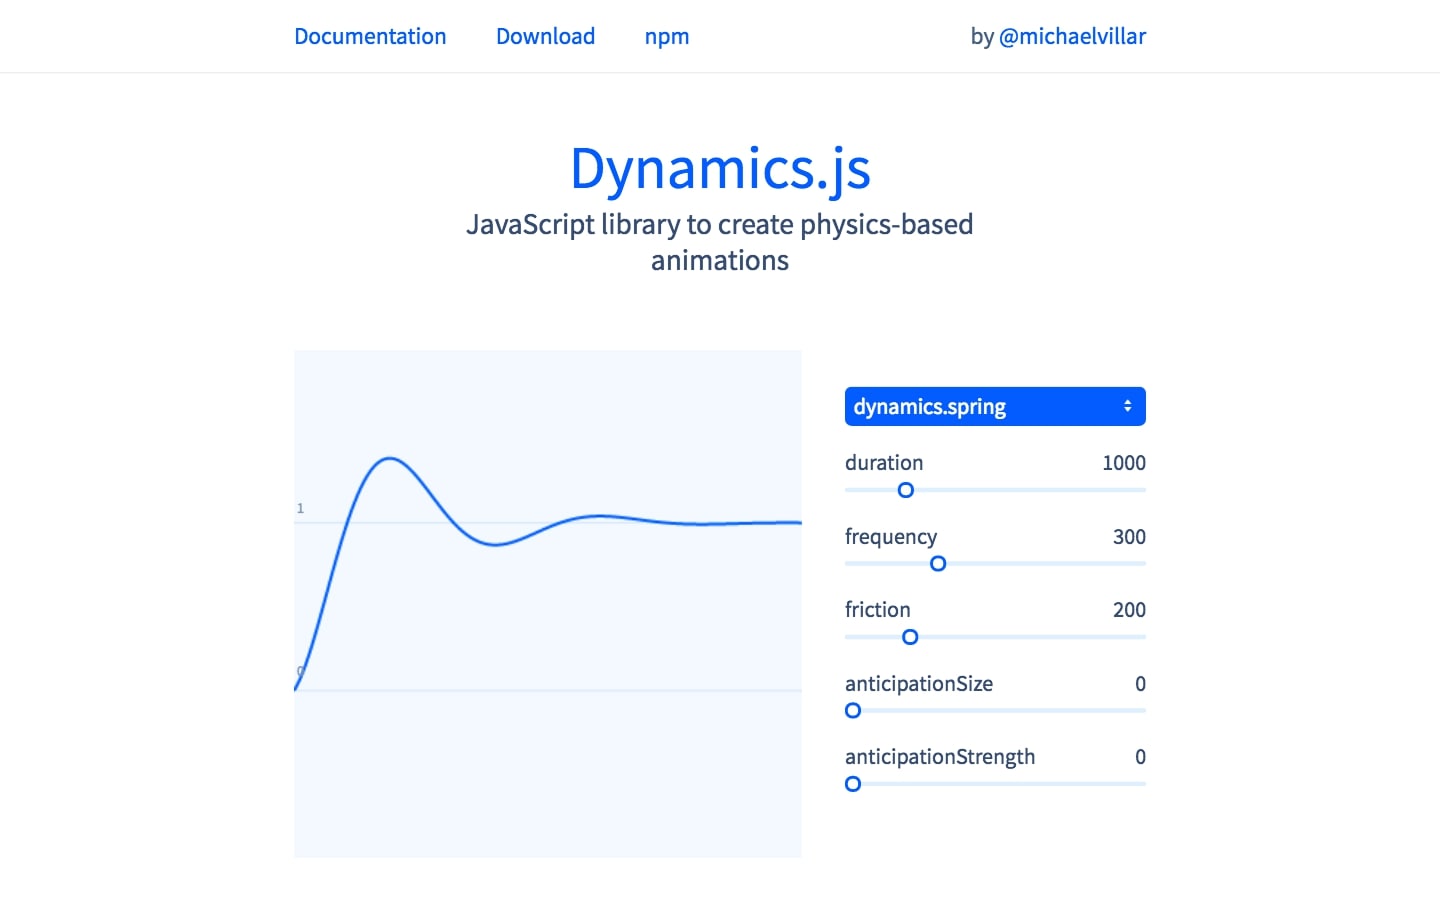 Documentation Download npm by @michaelvillar
Dynamics.js
JavaScript library to create physics-based
animations
1
0
dynamics.spring
duration 1000
frequency 300
friction 200
anticipationSize 0
anticipationStrength 0